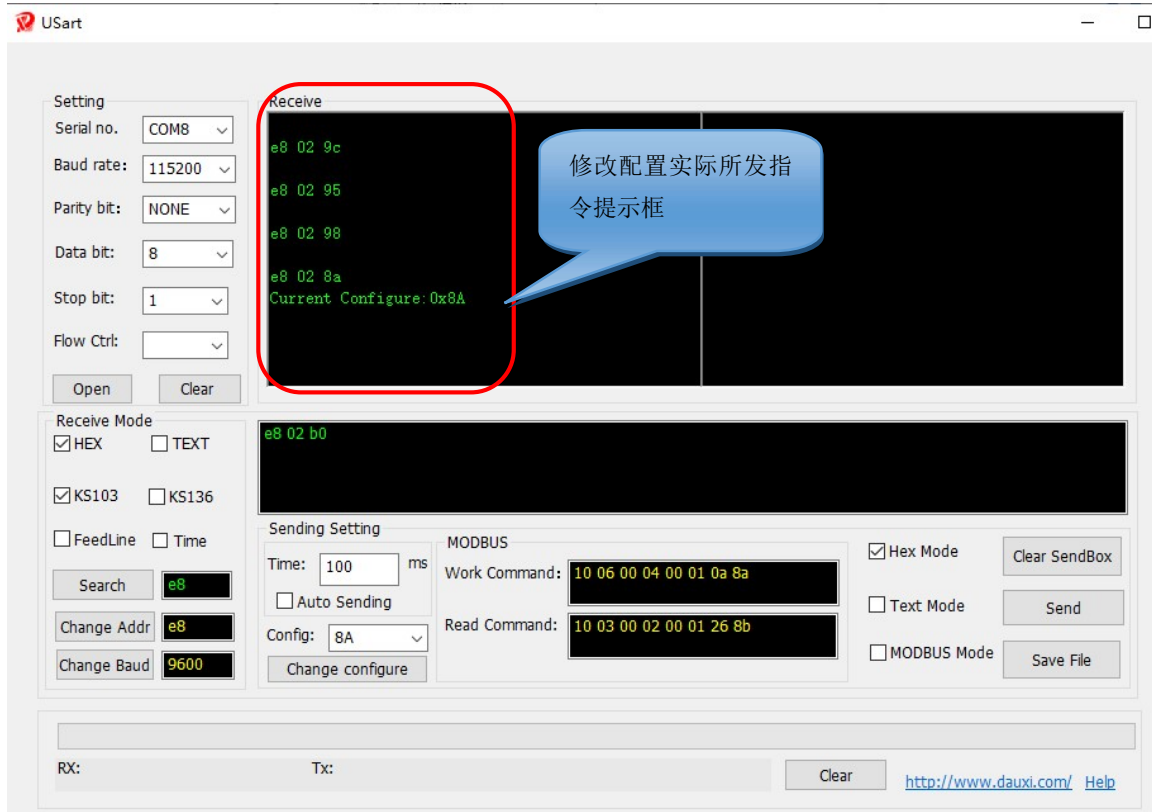 USart
Setting
Serial no. COM8
Baud rate: 115200
Parity bit: NONE
Data bit: 8
Stop bit: 1
Flow Ctrl:
Open Clear
Receive
e8 02 9c
e8 02 95
e8 02 98
e8 02 8a
Current Configure:0x8A
修改配置实际所发指
令提示框
Receive Mode
HEX TEXT
KS103 KS136
FeedLine Time
Search e8
Change Addr e8
Change Baud 9600
e8 02 b0
Sending Setting
Time: 100 ms
Auto Sending
Config: 8A
Change configure
MODBUS
Work Command: 10 06 00 04 00 01 0a 8a
Read Command: 10 03 00 02 00 01 26 8b
Hex Mode Clear SendBox
Text Mode Send
MODBUS Mode Save File
RX: Tx: Clear http://www.dauxi.com/ Help